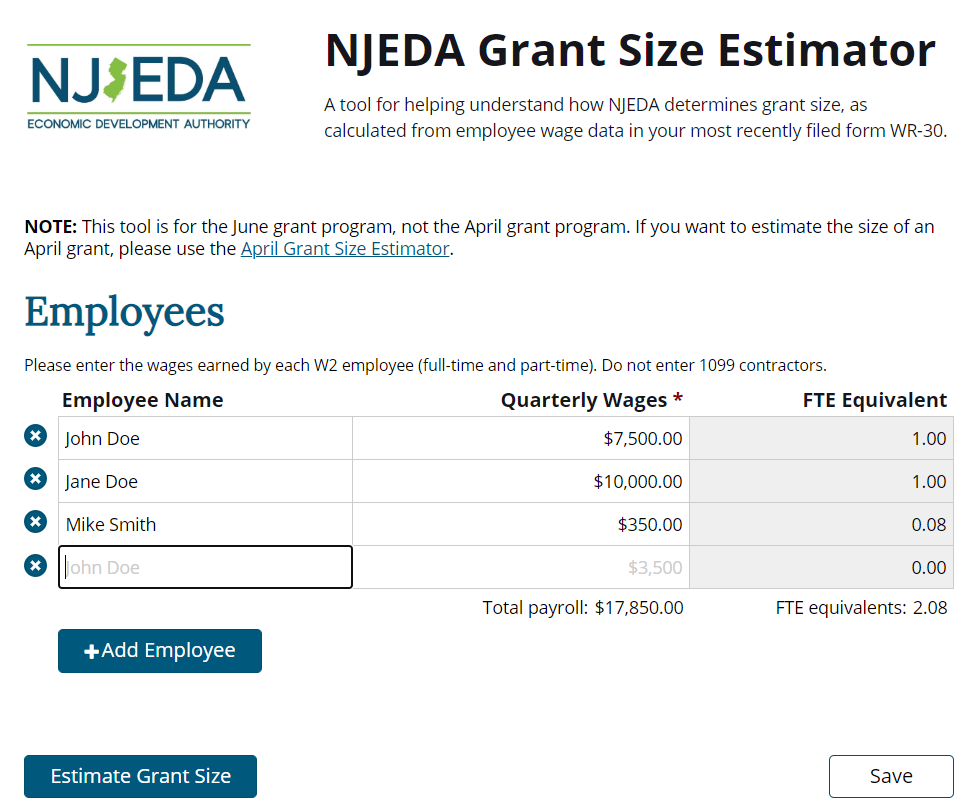 NJEDA
ECONOMIC DEVELOPMENT AUTHORITY
NJEDA Grant Size Estimator
A tool for helping understand how NJEDA determines grant size, as
calculated from employee wage data in your most recently filed form WR-30.
NOTE: This tool is for the June grant program, not the April grant program. If you want to estimate the size of an
April grant, please use the April Grant Size Estimator.
Employees
Please enter the wages earned by each W2 employee (full-time and part-time). Do not enter 1099 contractors.
Employee Name Quarterly Wages * FTE Equivalent
John Doe $7,500.00 1.00
Jane Doe $10,000.00 1.00
Mike Smith $350.00 0.08
John Doe $3,500 0.00
Total payroll: $17,850.00 FTE equivalents: 2.08
+Add Employee
Estimate Grant Size Save